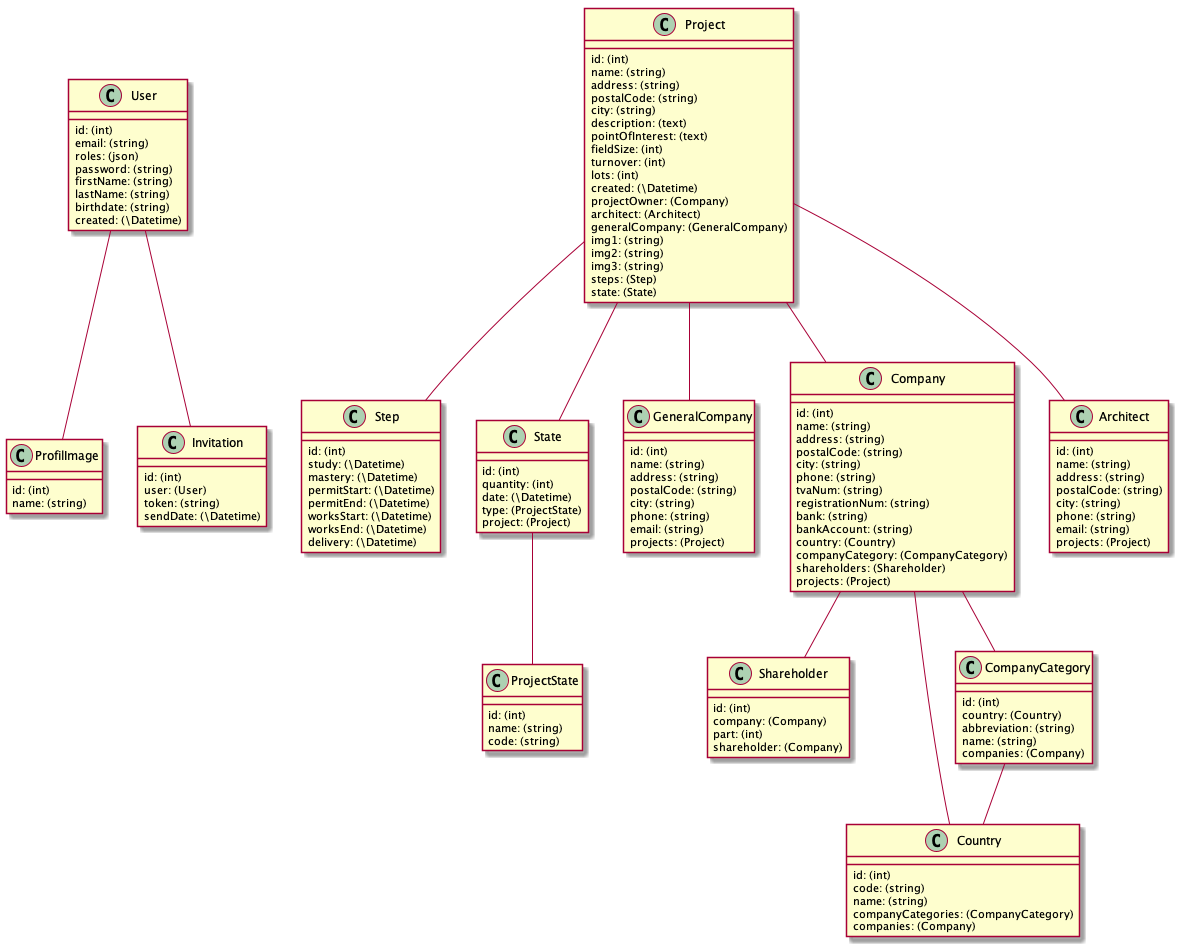 C Project
id: (int)
name: (string)
address: (string)
postalCode: (string)
city: (string)
description: (text)
pointOfInterest: (text)
fieldSize: (int)
turnover: (int)
lots: (int)
created: (\Datetime)
projectOwner: (Company)
architect: (Architect)
generalCompany: (GeneralCompany)
img1: (string)
img2: (string)
img3: (string)
steps: (Step)
state: (State)
C User
id: (int)
email: (string)
roles: (json)
password: (string)
firstName: (string)
lastName: (string)
birthdate: (string)
created: (\Datetime)
C ProfilImage
id: (int)
name: (string)
C Invitation
id: (int)
user: (User)
token: (string)
sendDate: (\Datetime)
C Step
id: (int)
study: (\Datetime)
mastery: (\Datetime)
permitStart: (\Datetime)
permitEnd: (\Datetime)
worksStart: (\Datetime)
worksEnd: (\Datetime)
delivery: (\Datetime)
C State
id: (int)
quantity: (int)
date: (\Datetime)
type: (ProjectState)
project: (Project)
C GeneralCompany
id: (int)
name: (string)
address: (string)
postalCode: (string)
city: (string)
phone: (string)
email: (string)
projects: (Project)
C Company
id: (int)
name: (string)
address: (string)
postalCode: (string)
city: (string)
phone: (string)
tvaNum: (string)
registrationNum: (string)
bank: (string)
bankAccount: (string)
country: (Country)
companyCategory: (CompanyCategory)
shareholders: (Shareholder)
projects: (Project)
C Architect
id: (int)
name: (string)
address: (string)
postalCode: (string)
city: (string)
phone: (string)
email: (string)
projects: (Project)
C ProjectState
id: (int)
name: (string)
code: (string)
C Shareholder
id: (int)
company: (Company)
part: (int)
shareholder: (Company)
C CompanyCategory
id: (int)
country: (Country)
abbreviation: (string)
name: (string)
companies: (Company)
C Country
id: (int)
code: (string)
name: (string)
companyCategories: (CompanyCategory)
companies: (Company)